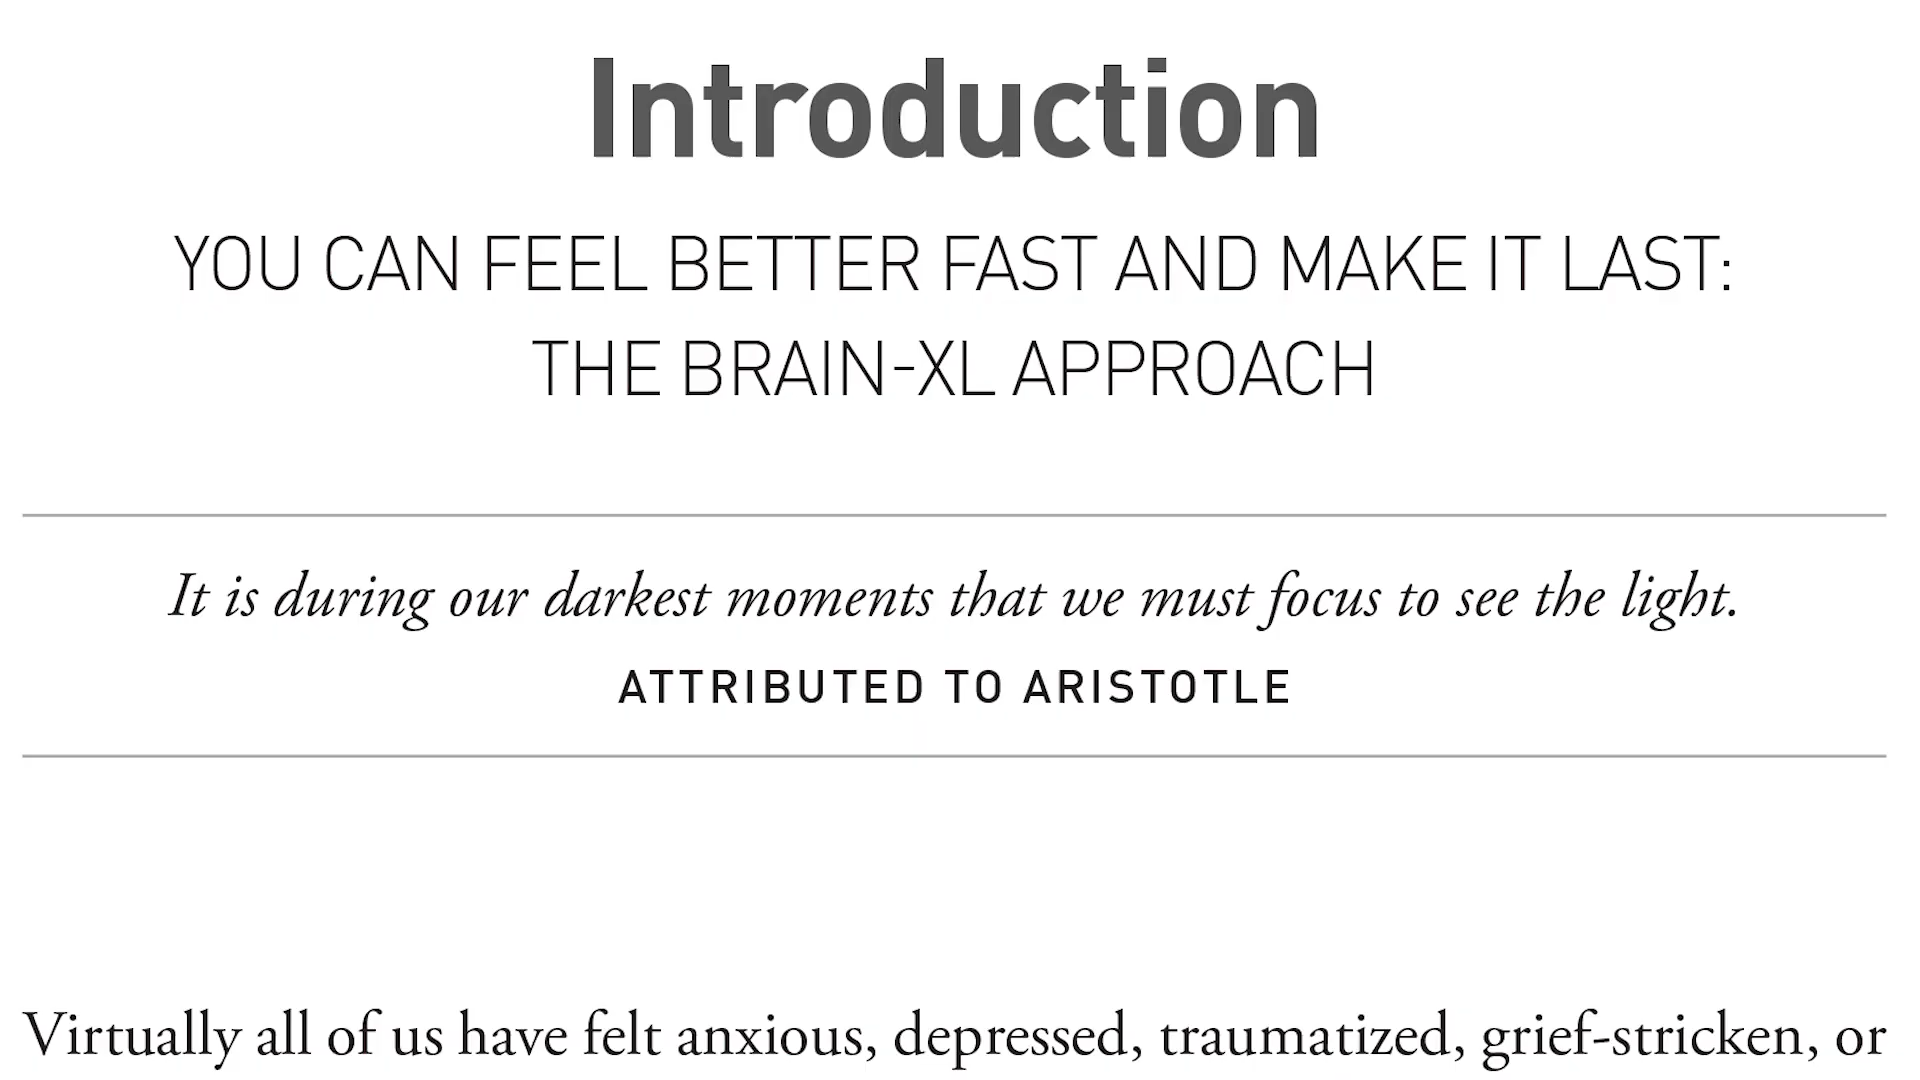 Introduction
YOU CAN FEEL BETTER FAST AND MAKE IT LAST:
THE BRAIN-XL APPROACH
It is during our darkest moments that we must focus to see the light.
ATTRIBUTED TO ARISTOTLE
Virtually all of us have felt anxious, depressed, traumatized, grief-stricken, or